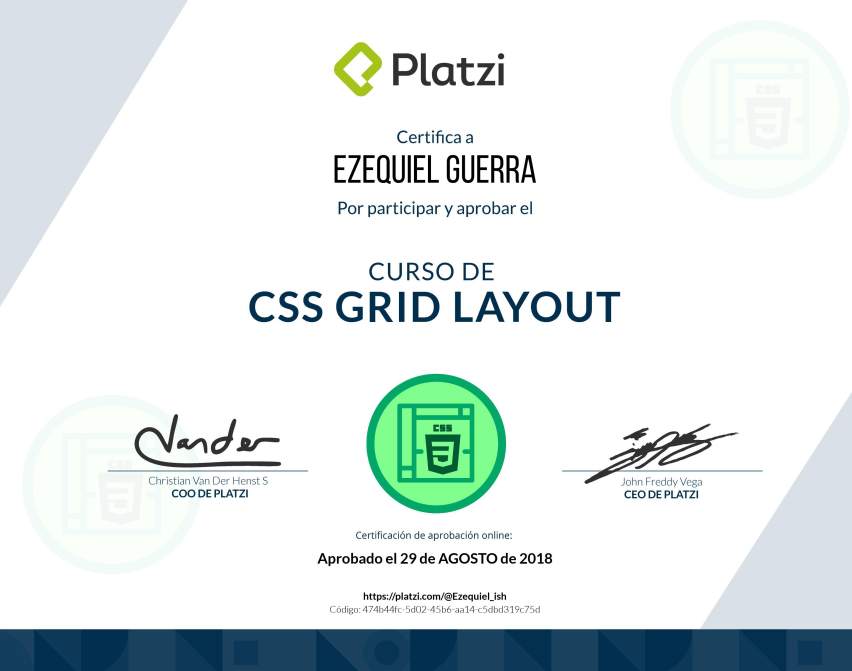 Platzi
Certifica a
EZEQUIEL GUERRA
Por participar y aprobar el
CURSO DE
CSS GRID LAYOUT
CSS
Vander
Christian Van Der Henst S
COO DE PLATZI
John Freddy Vega
CEO DE PLATZI
Certificación de aprobación online:
Aprobado el 29 de AGOSTO de 2018
https://platzi.com/@Ezequiel_ish
Código: 474b44fc-5d02-45b6-aa14-c5dbd319c75d